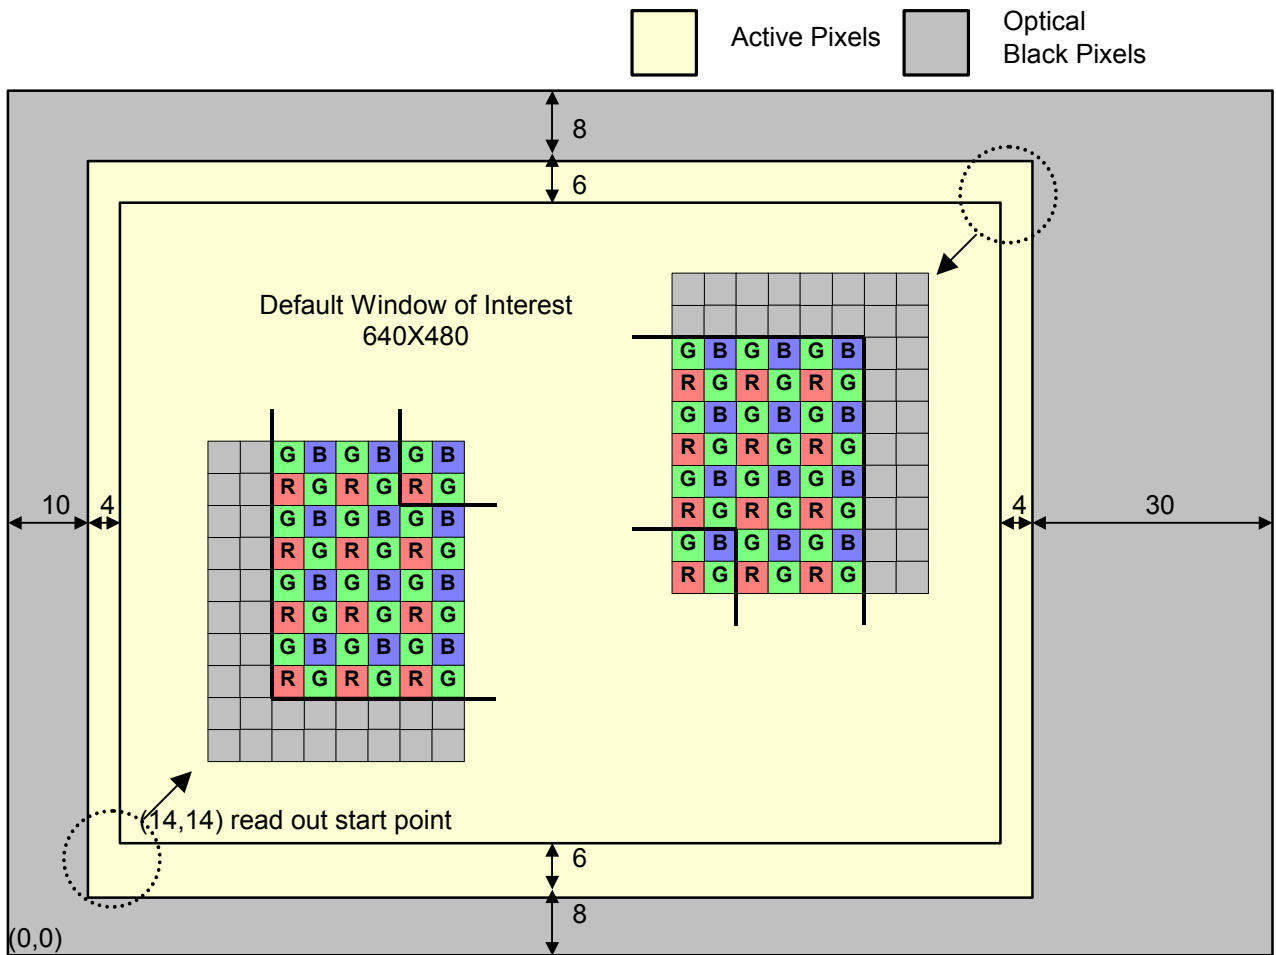 Active Pixels
Optical
Black Pixels
8
6
Default Window of Interest
640X480
G B G B G B
R G R G R G
G B G B G B
R G R G R G
G B G B G B
R G R G R G
G B G B G B
R G R G R G
G B G B G B
R G R G R G
G B G B G B
R G R G R G
G B G B G B
R G R G R G
G B G B G B
R G R G R G
10
4
4
30
(14,14) read out start point
6
8
(0,0)